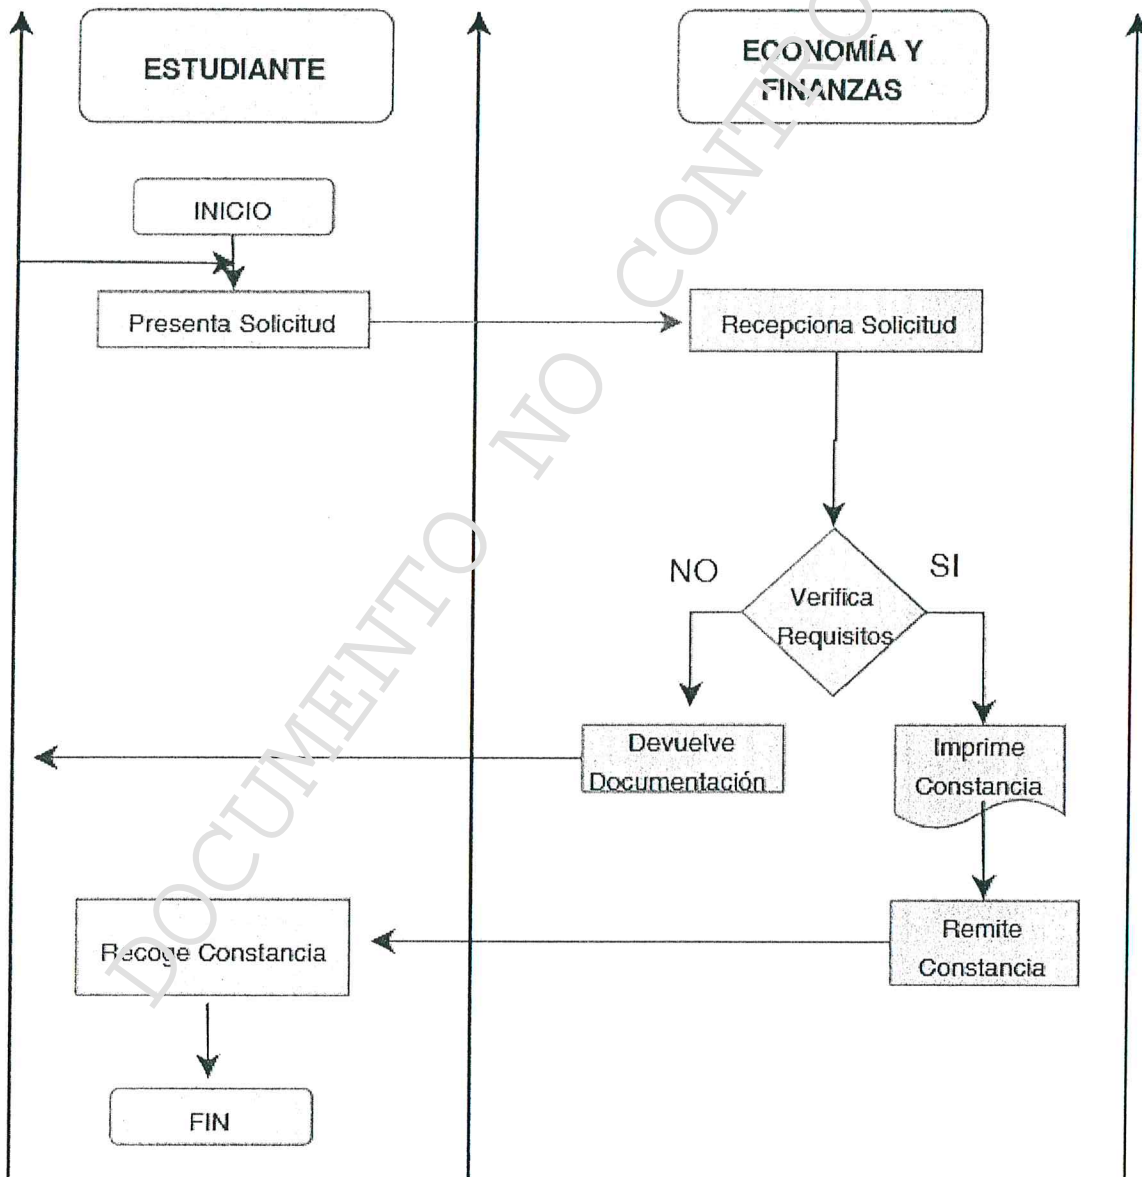 ESTUDIANTE
ECONOMÍA Y
FINANZAS
INICIO
Presenta Solicitud
Recepciona Solicitud
NO
SI
Verifica
Requisitos
Devuelve
Documentación
Imprime
Constancia
Recoge Constancia
Remite
Constancia
FIN
DOCUMENTO NO CONTRO